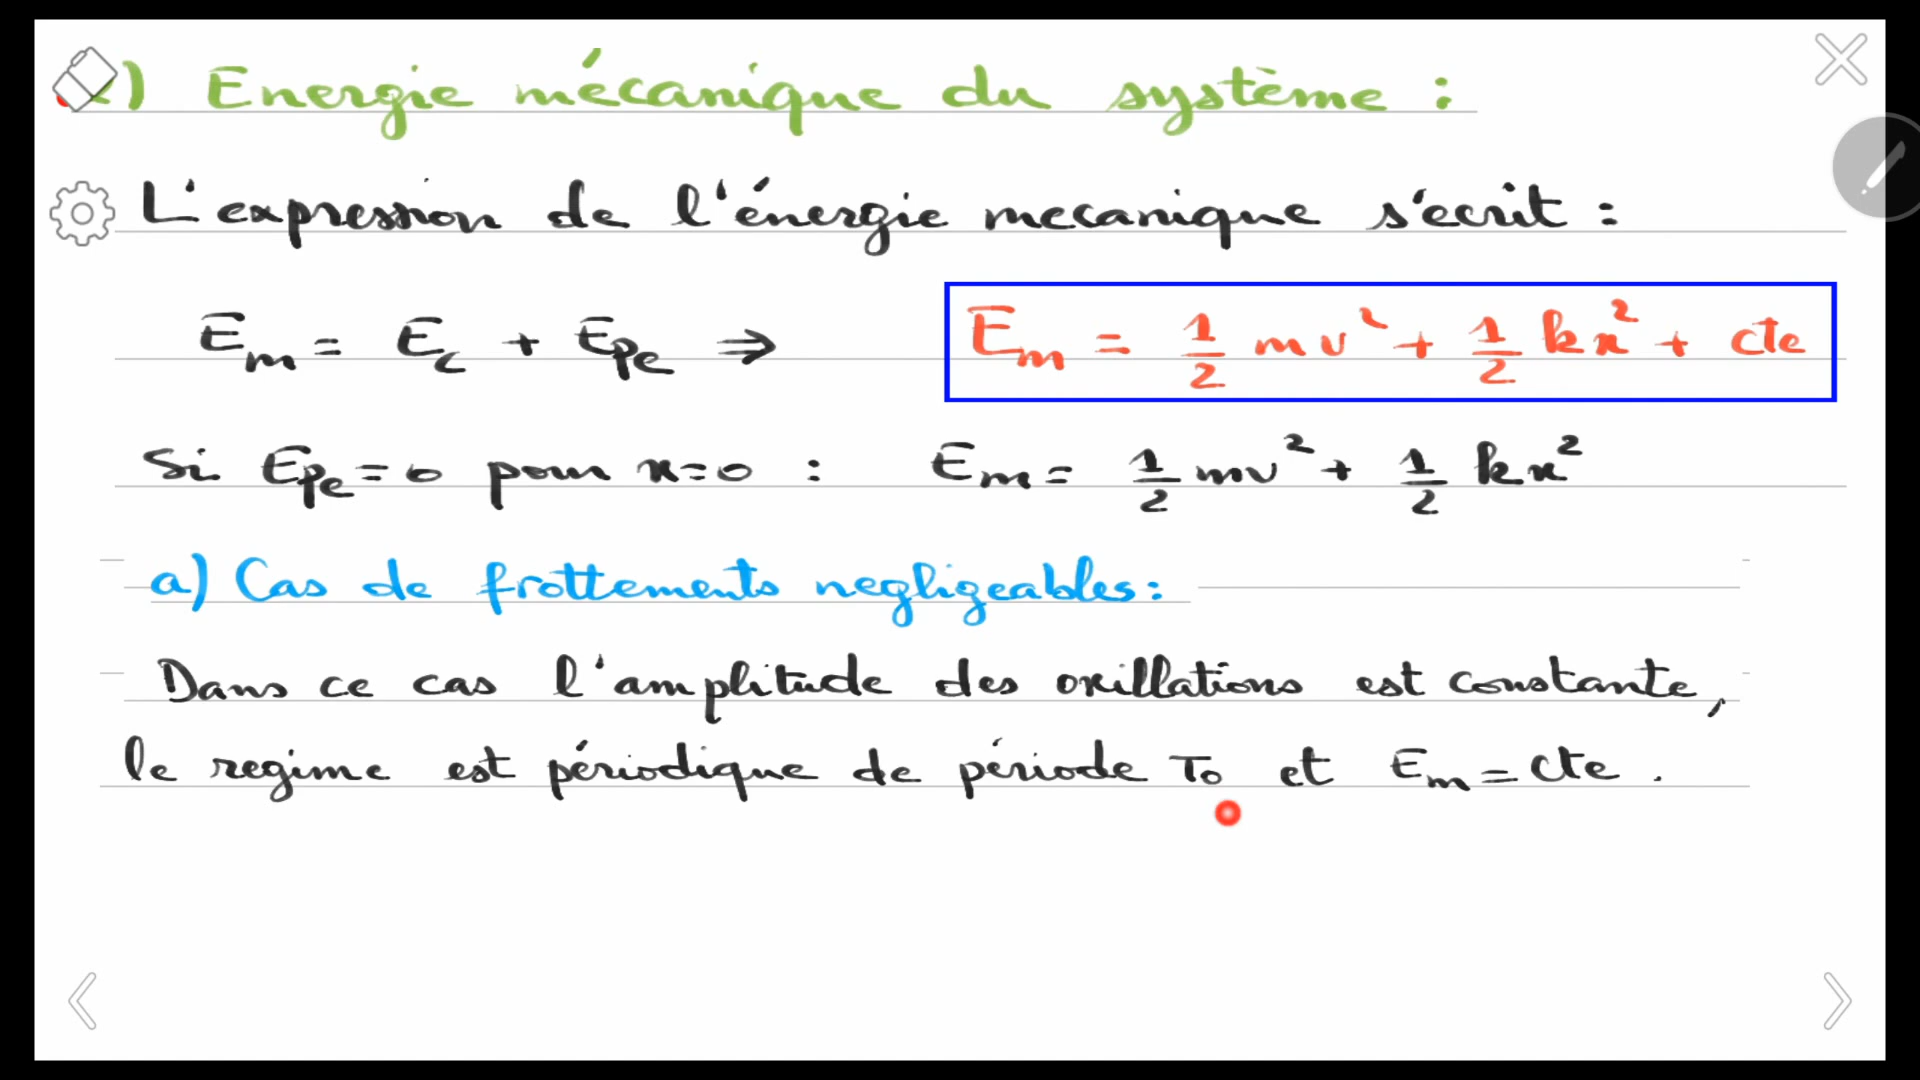 2) Energie mécanique du système :
L'expression de l'énergie mecanique s'ecrit :
Em = Ec + Epe ⇒ Em = 1/2 mv² + 1/2 kx² + cte
Si Epe = 0 pour x=0 : Em = 1/2 mv² + 1/2 kx²
a) Cas de frottements negligeables :
Dans ce cas l'amplitude des oscillations est constante,
le regime est périodique de période To et Em = cte .